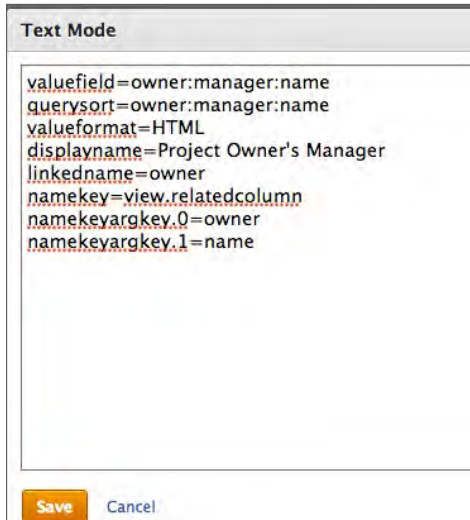 Text Mode
valuefield=owner:manager:name
querysort=owner:manager:name
valueformat=HTML
displayname=Project Owner's Manager
linkedname=owner
namekey=view.relatedcolumn
namekeyargkey.0=owner
namekeyargkey.1=name
Save Cancel